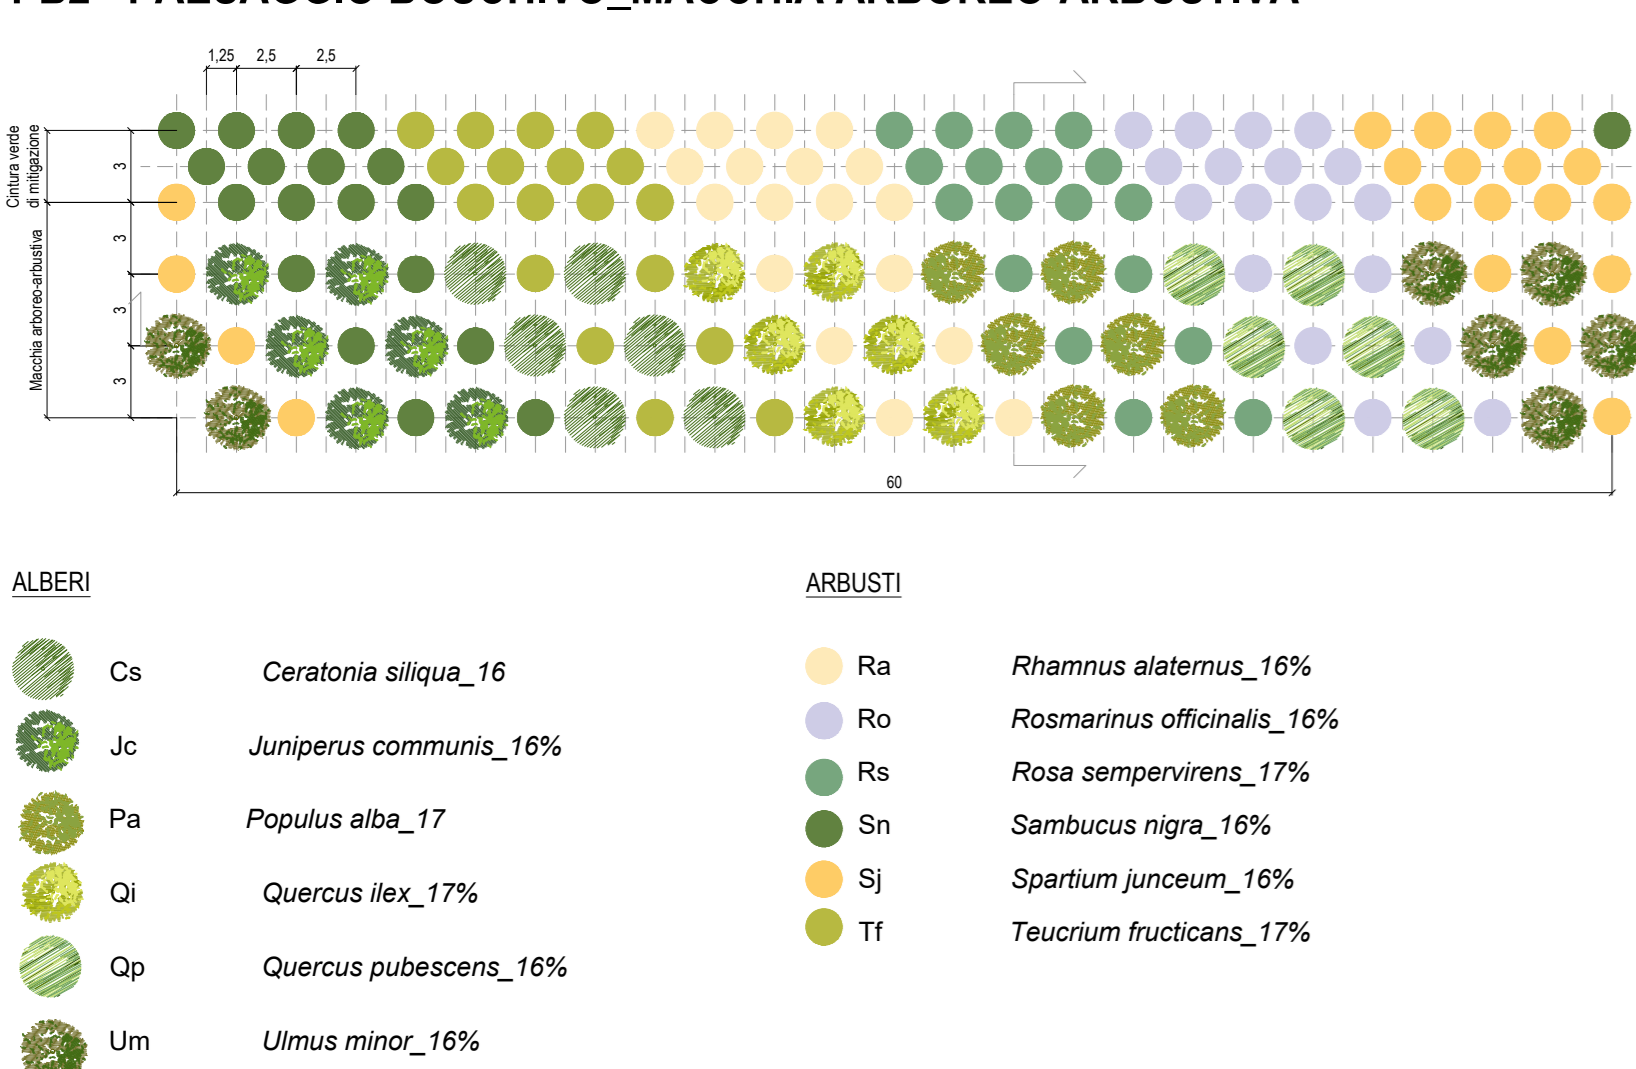 1,25 2,5 2,5
Cintura verde
di mitigazione
Macchia arboreo-arbustiva
3
3
3
3
60
ALBERI
Cs Ceratonia siliqua_16
Jc Juniperus communis_16%
Pa Populus alba_17
Qi Quercus ilex_17%
Qp Quercus pubescens_16%
Um Ulmus minor_16%
ARBUSTI
Ra Rhamnus alaternus_16%
Ro Rosmarinus officinalis_16%
Rs Rosa sempervirens_17%
Sn Sambucus nigra_16%
Sj Spartium junceum_16%
Tf Teucrium fructicans_17%